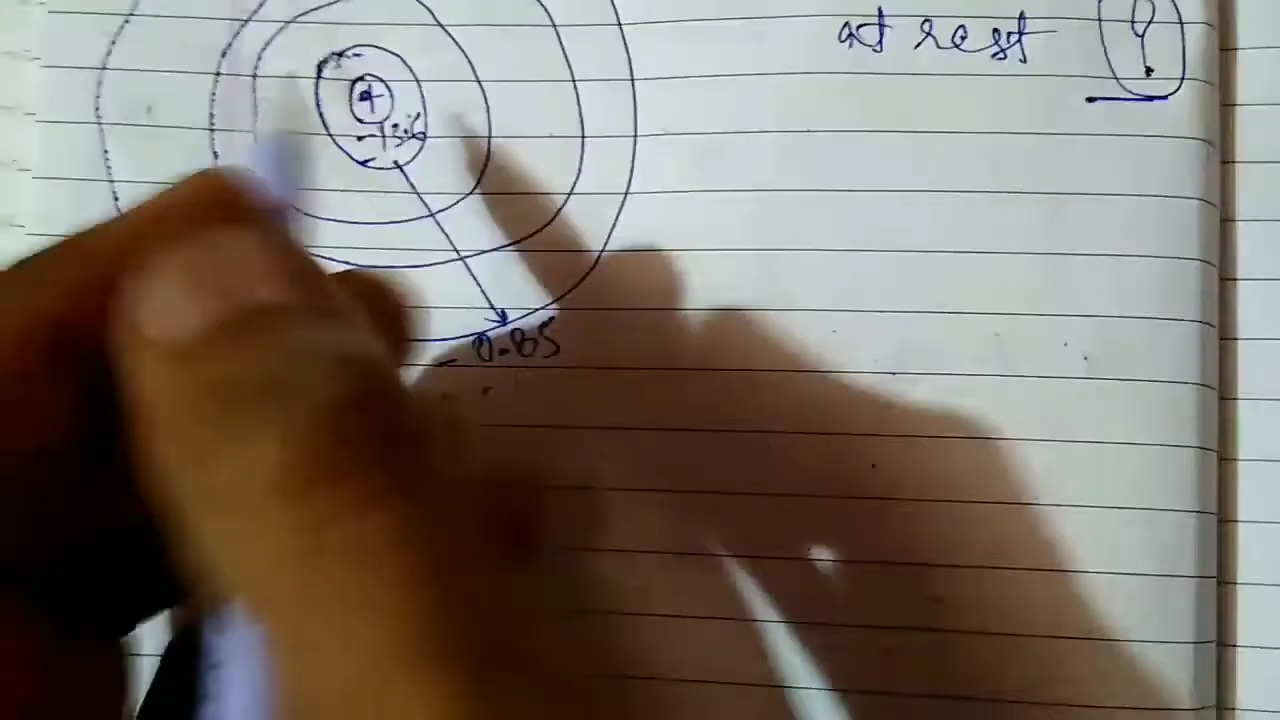 at rest
+
-13.6
- 0.85